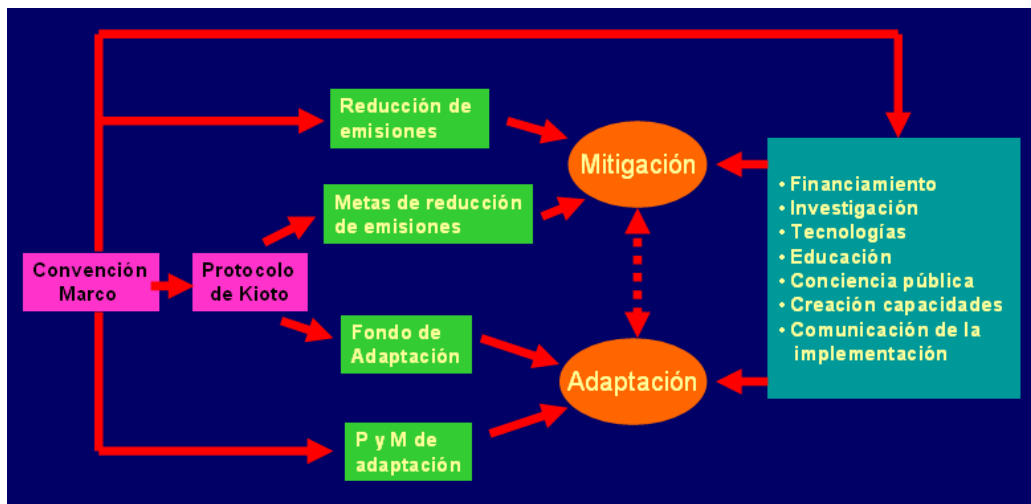 Reducción de
emisiones
Mitigación
Metas de reducción
de emisiones
Convención
Marco
Protocolo
de Kioto
Fondo de
Adaptación
Adaptación
P y M de
adaptación
• Financiamiento
• Investigación
• Tecnologías
• Educación
• Conciencia pública
• Creación capacidades
• Comunicación de la
implementación